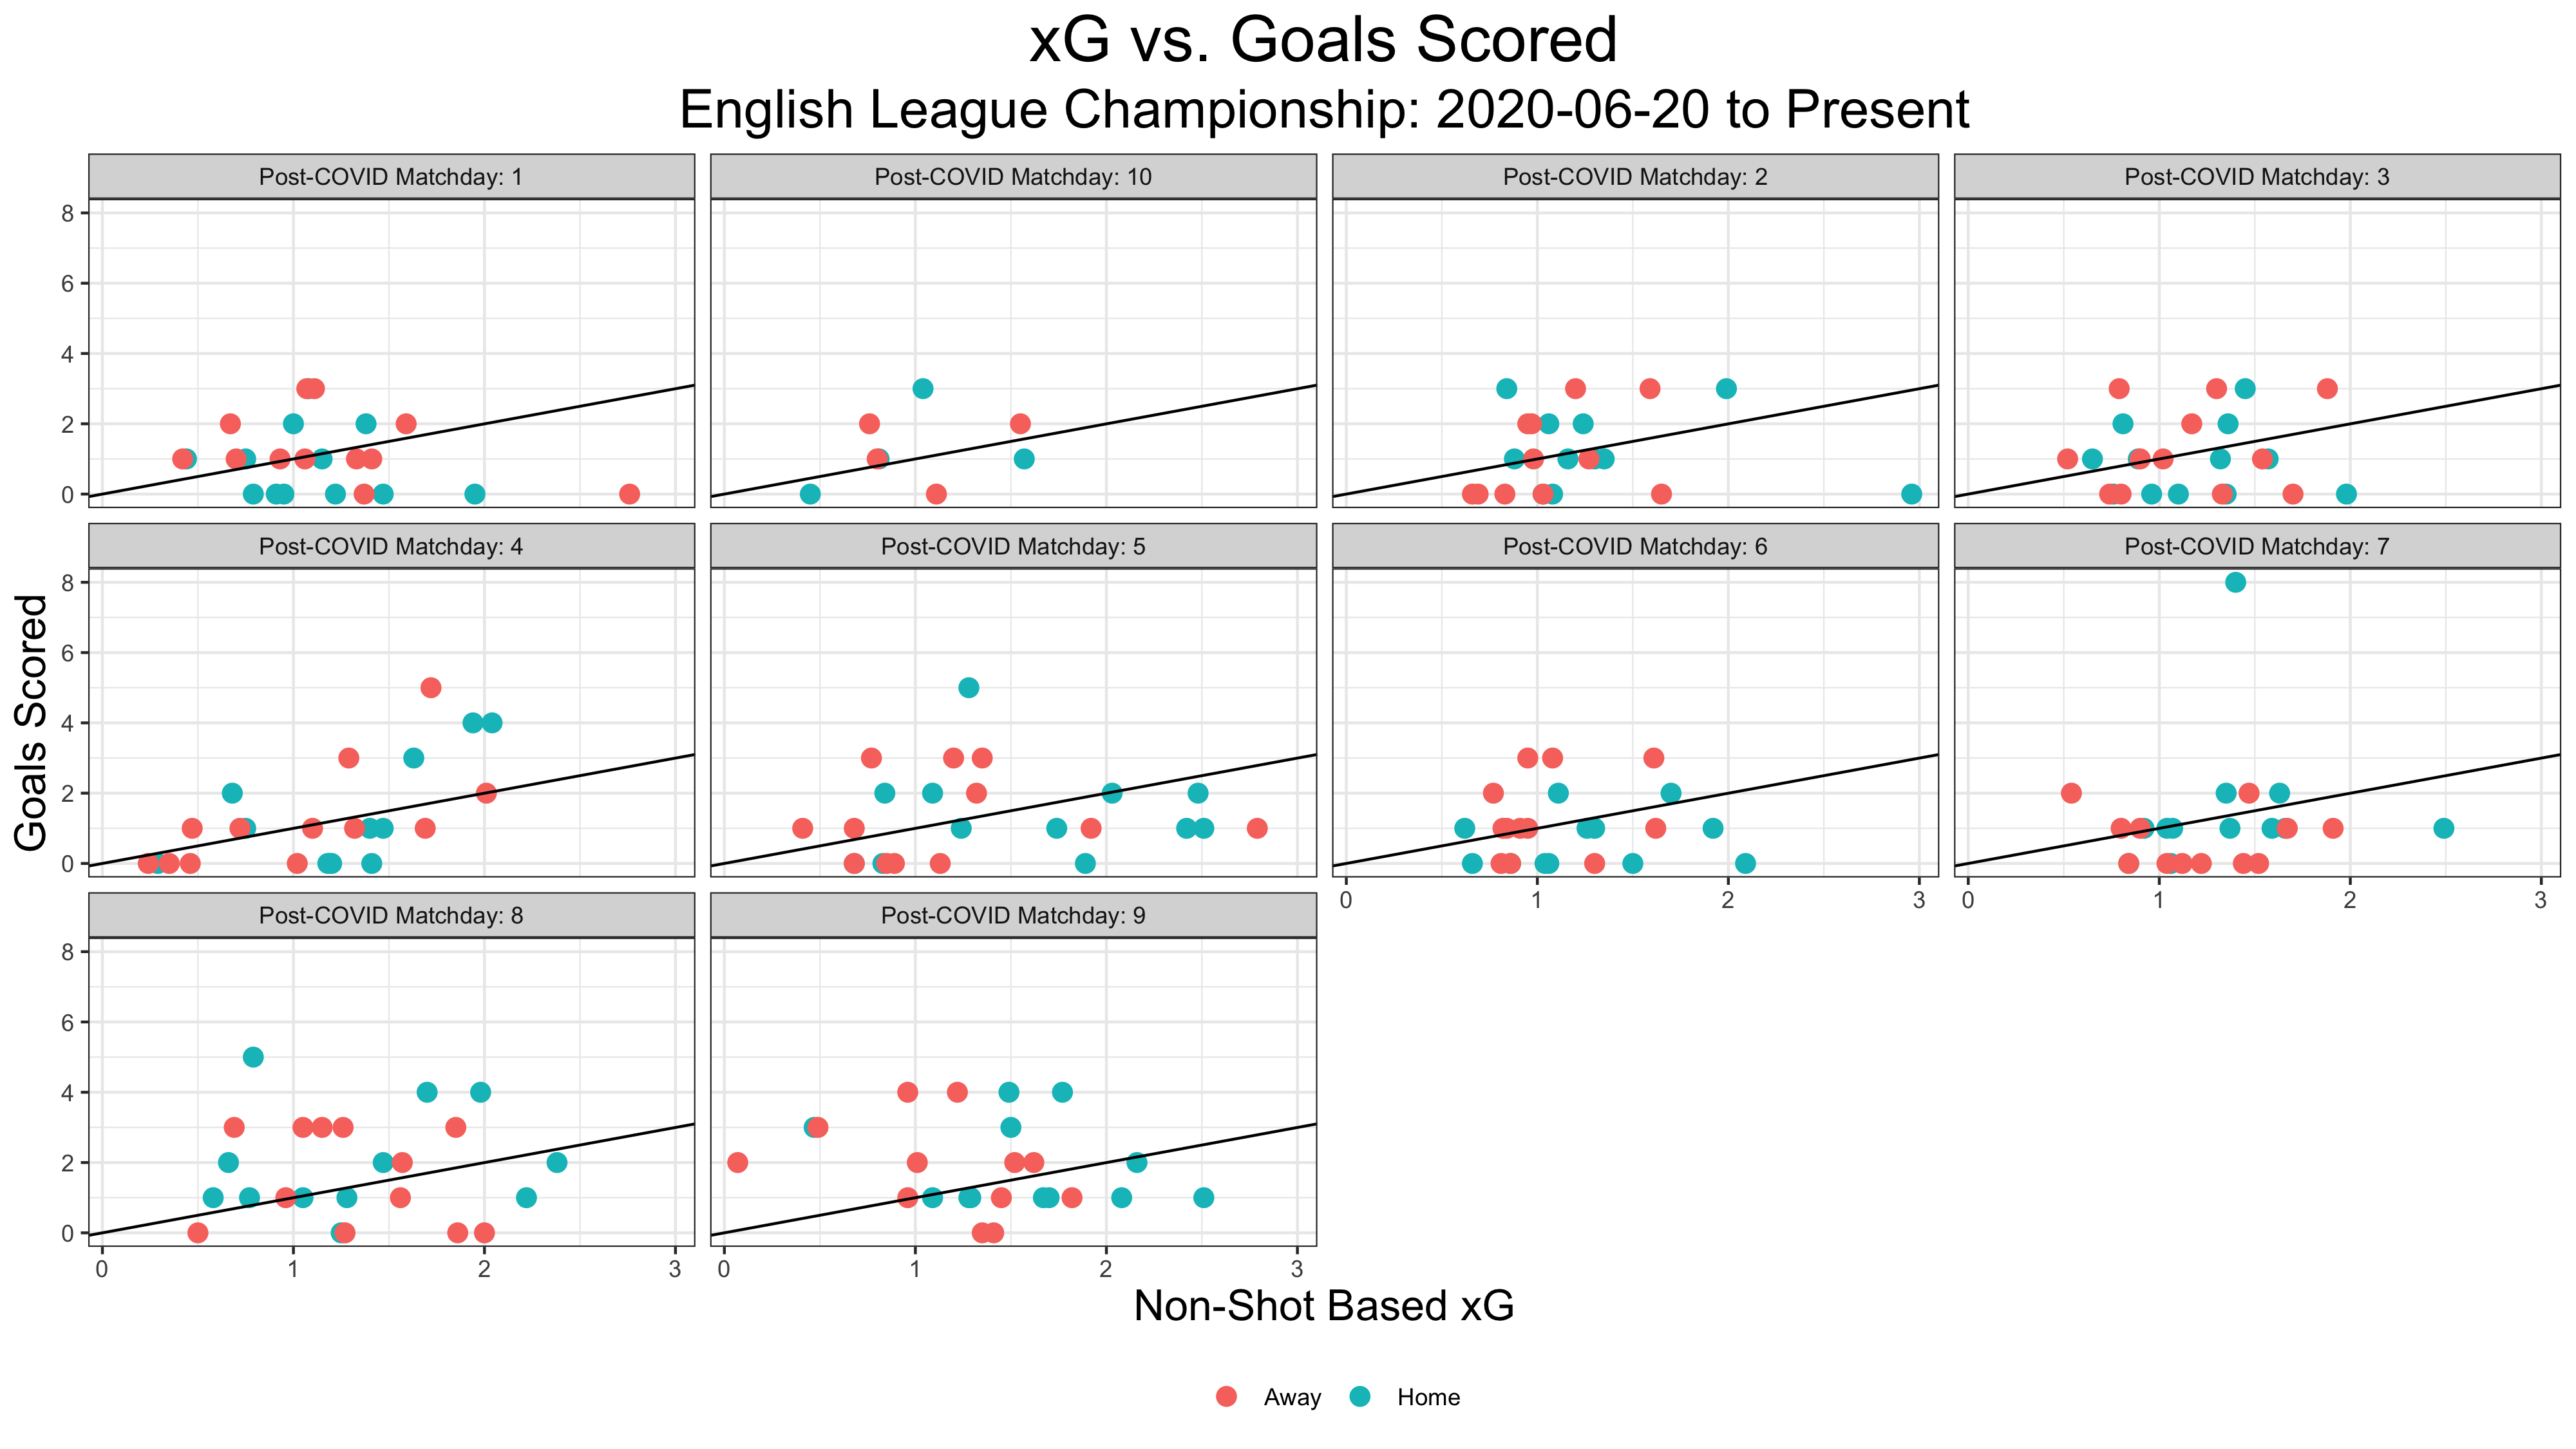 xG vs. Goals Scored
English League Championship: 2020-06-20 to Present
Post-COVID Matchday: 1
Post-COVID Matchday: 10
Post-COVID Matchday: 2
Post-COVID Matchday: 3
8
6
4
2
0
Post-COVID Matchday: 4
Post-COVID Matchday: 5
Post-COVID Matchday: 6
Post-COVID Matchday: 7
Goals Scored
8
6
4
2
0
0 1 2 3
0 1 2 3
Post-COVID Matchday: 8
Post-COVID Matchday: 9
8
6
4
2
0
0 1 2 3
0 1 2 3
Non-Shot Based xG
Away Home